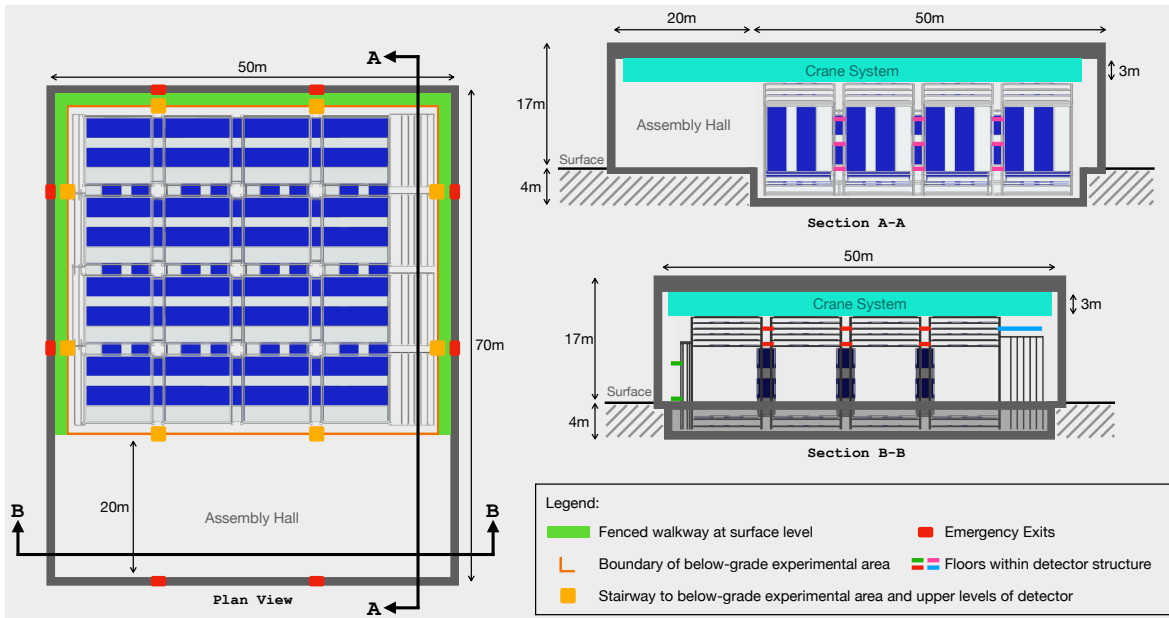 50m
A
70m
20m
Assembly Hall
B
B
Plan View
A
20m
50m
Crane System
3m
17m
Assembly Hall
Surface
4m
Section A-A
50m
Crane System
3m
17m
Surface
4m
Section B-B
Legend:
Fenced walkway at surface level
Emergency Exits
Boundary of below-grade experimental area
Floors within detector structure
Stairway to below-grade experimental area and upper levels of detector